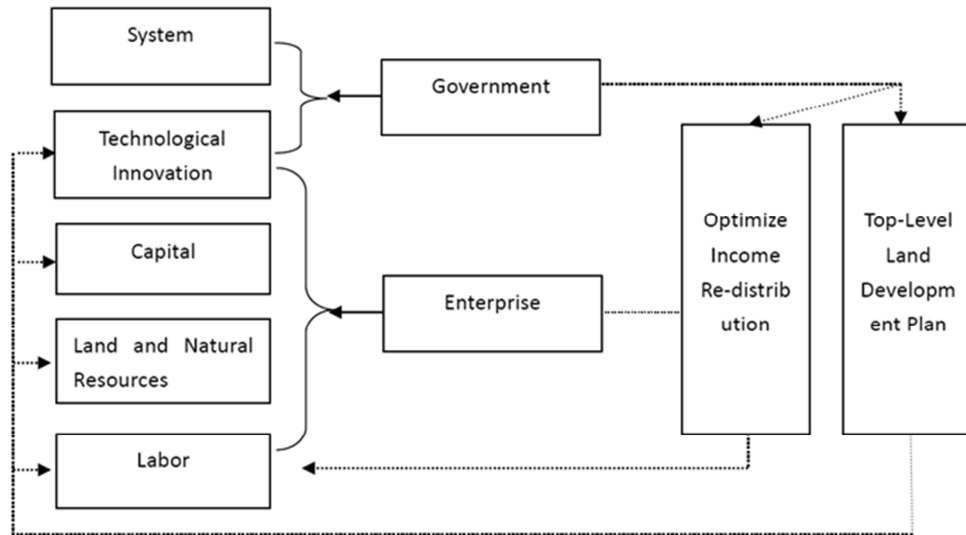 System
Government
Technological
Innovation
Capital
Enterprise
Land and Natural
Resources
Labor
Optimize
Income
Re-distrib
ution
Top-Level
Land
Developm
ent Plan